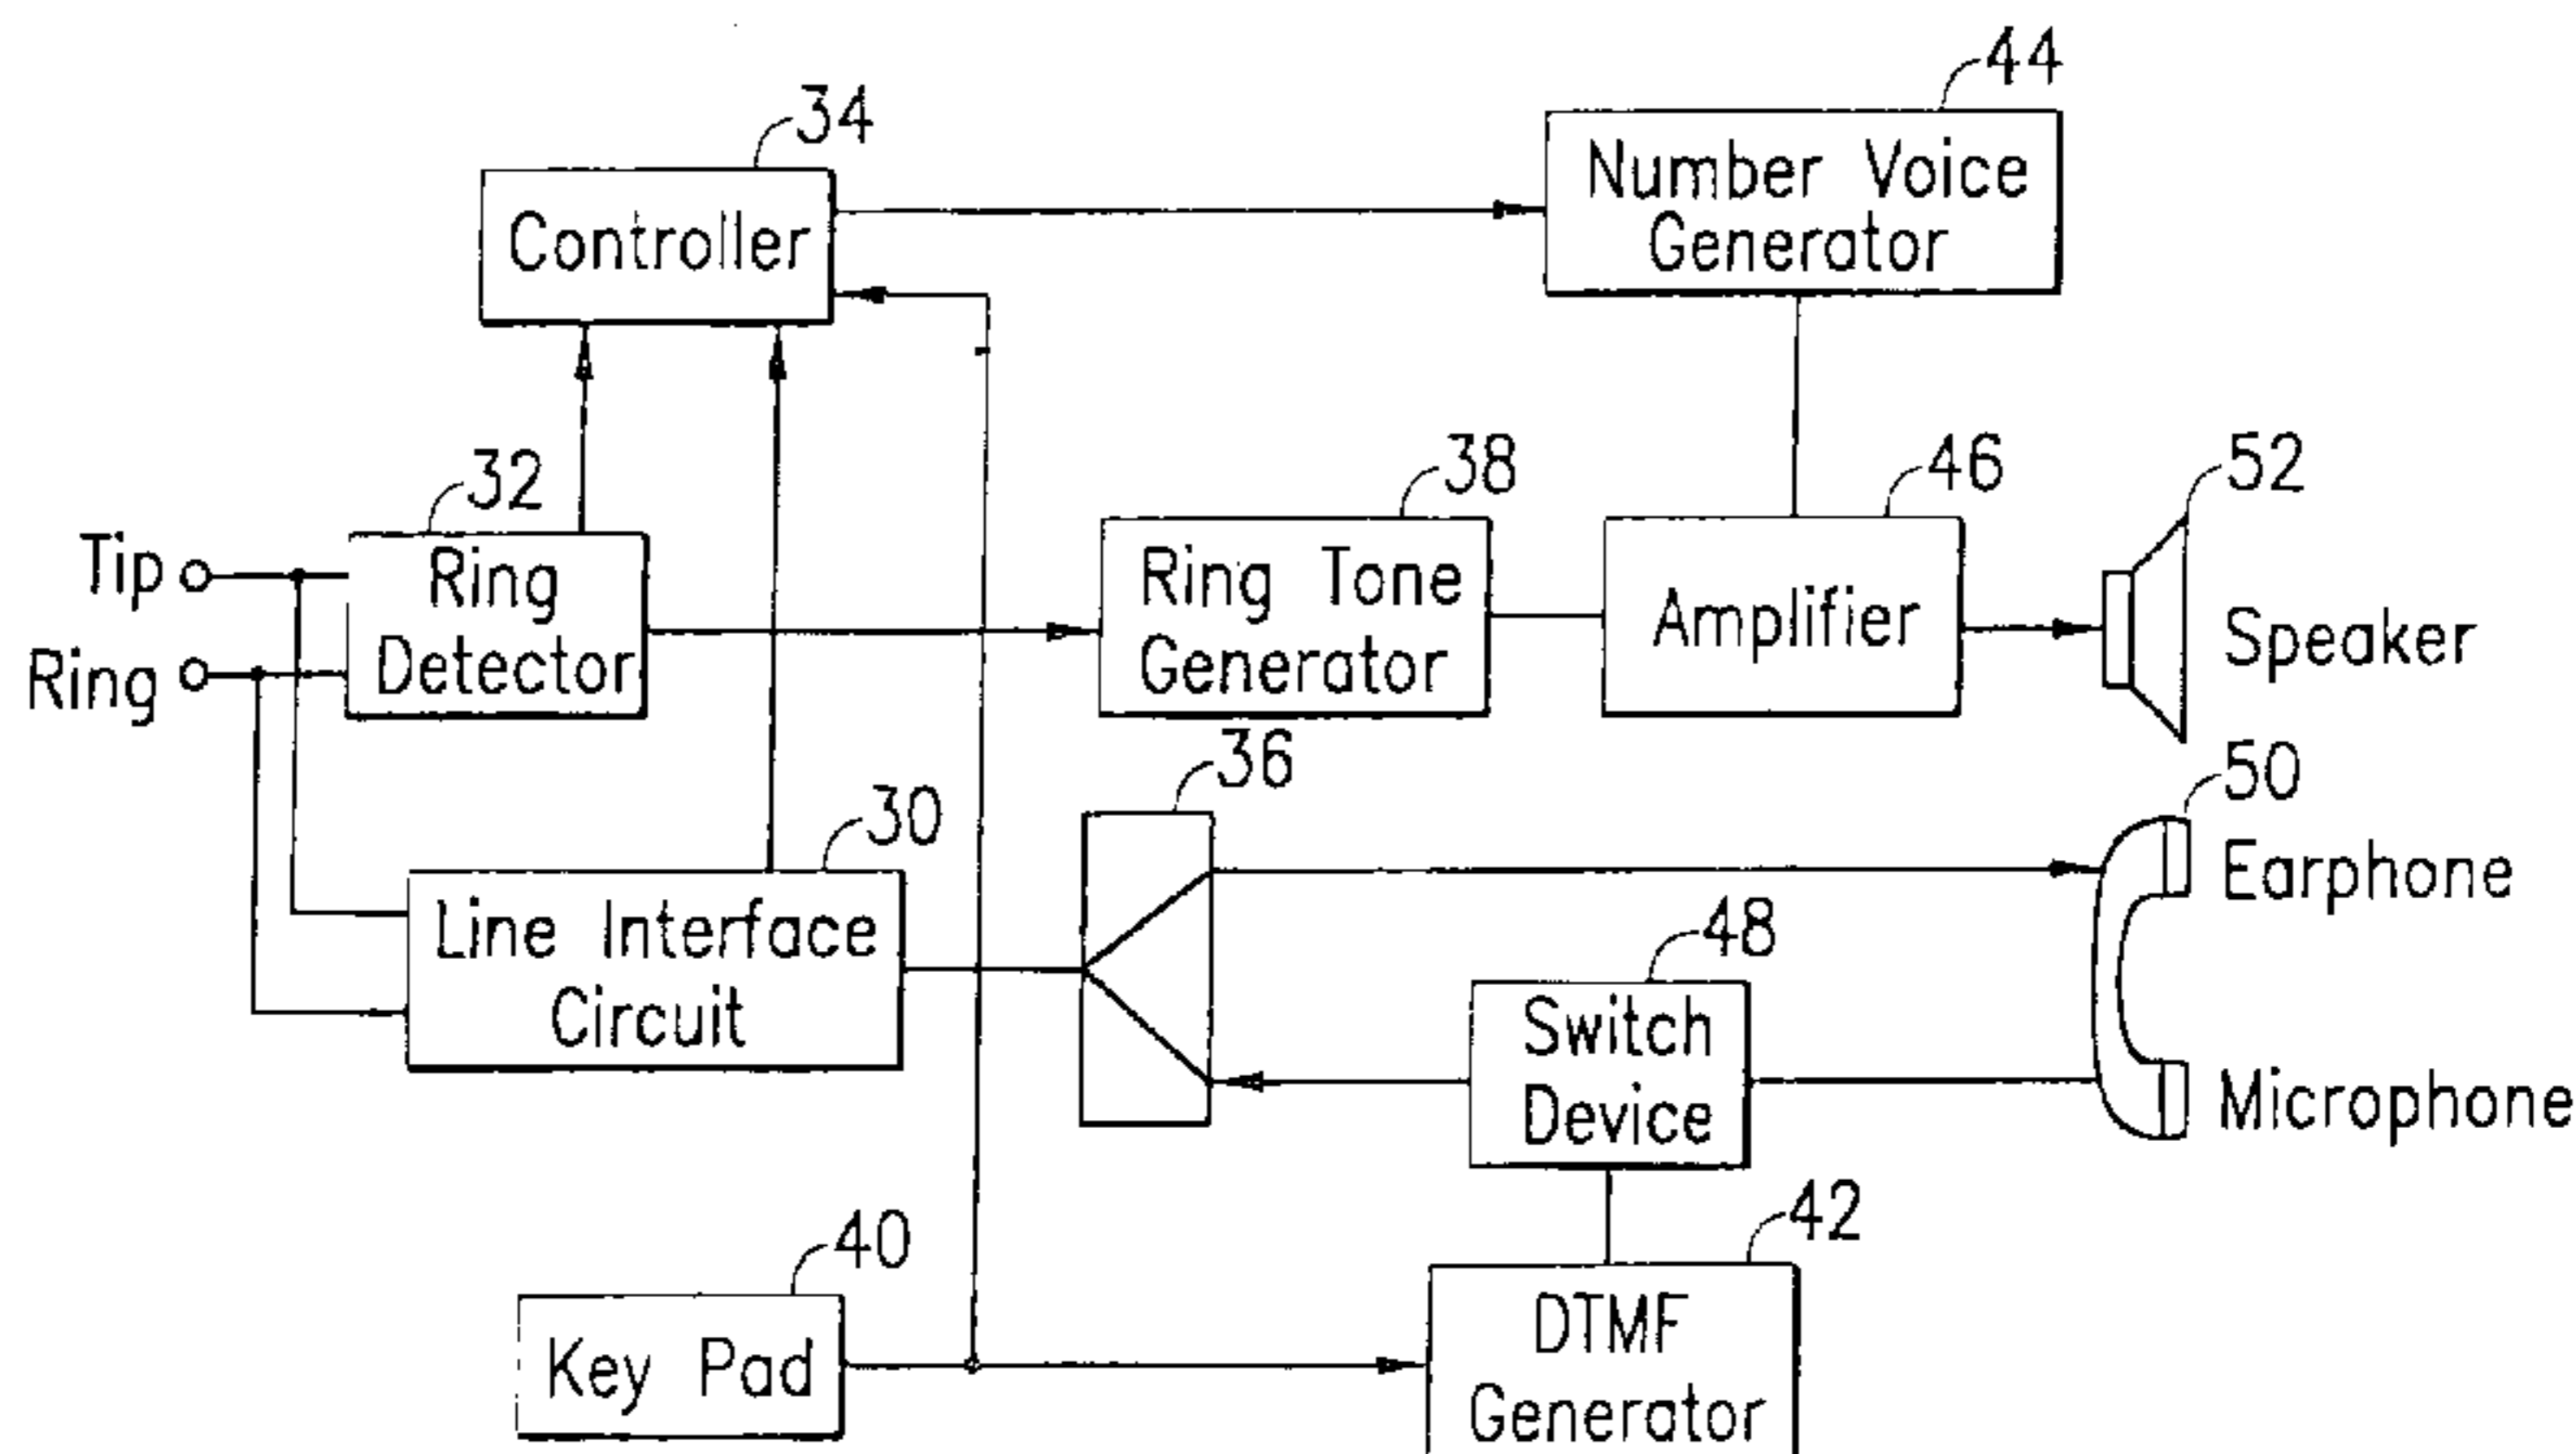 44
34
Number Voice
Generator
Controller
32
38
46
52
Tip
Ring
Detector
Ring
Ring Tone
Generator
Amplifier
Speaker
36
50
30
Earphone
Line Interface
Circuit
48
Switch
Device
Microphone
40
42
Key Pad
DTMF
Generator